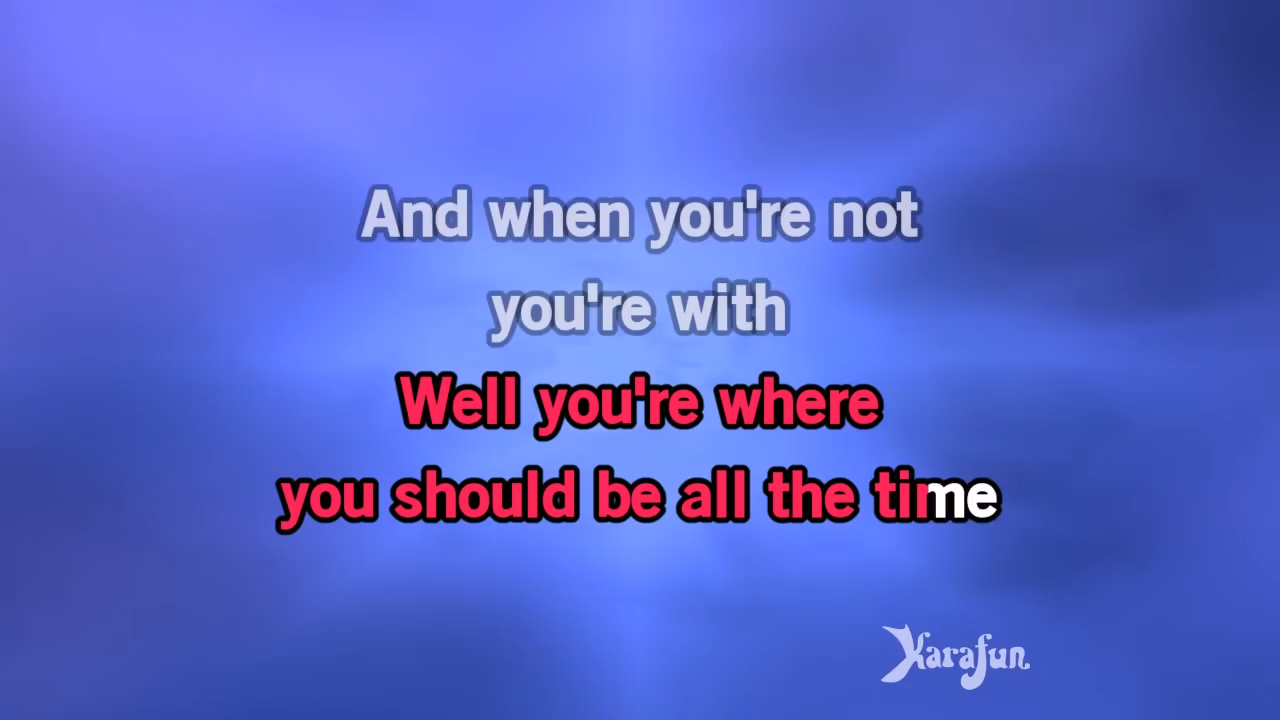 And when you're not
you're with
Well you're where
you should be all the time
Karafun